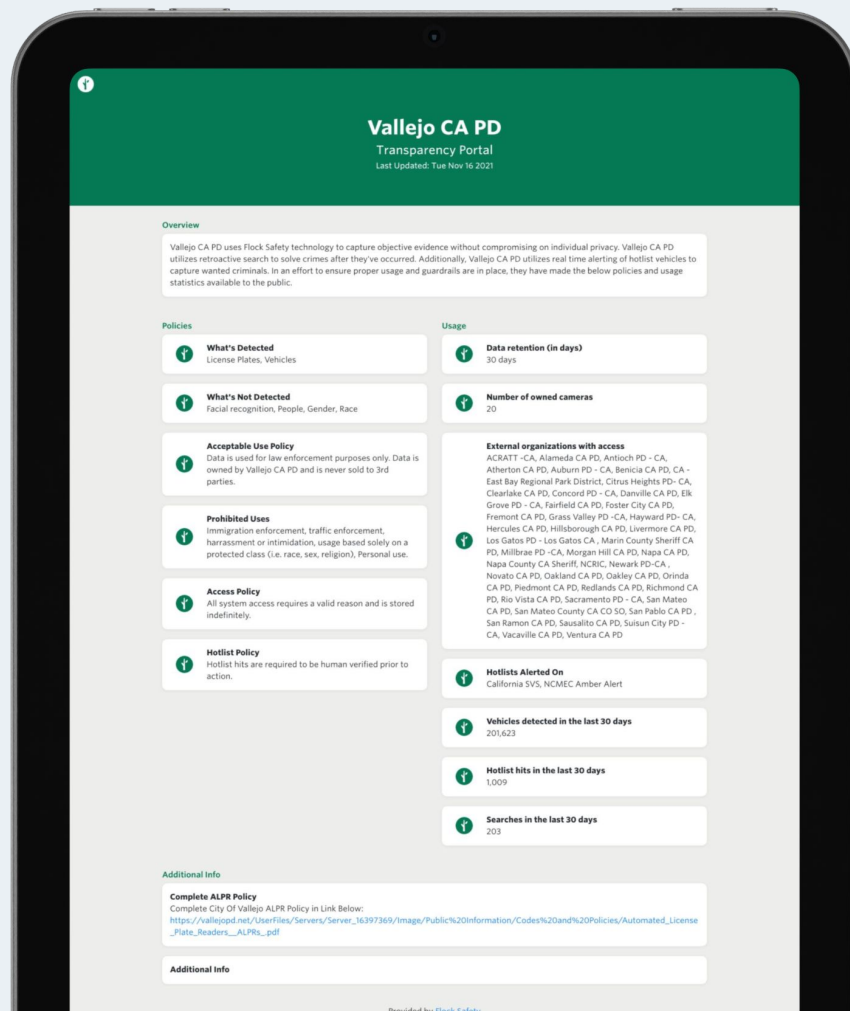 Vallejo CA PD
Transparency Portal
Last Updated: Tue Nov 16 2021
Overview
Vallejo CA PD uses Flock Safety technology to capture objective evidence without compromising on individual privacy. Vallejo CA PD
utilizes retroactive search to solve crimes after they've occurred. Additionally, Vallejo CA PD utilizes real time alerting of hotlist vehicles to
capture wanted criminals. In an effort to ensure proper usage and guardrails are in place, they have made the below policies and usage
statistics available to the public.
Policies
What's Detected
License Plates, Vehicles
What's Not Detected
Facial recognition, People, Gender, Race
Acceptable Use Policy
Data is used for law enforcement purposes only. Data is
owned by Vallejo CA PD and is never sold to 3rd
parties.
Prohibited Uses
Immigration enforcement, traffic enforcement,
harrassment or intimidation, usage based solely on a
protected class (i.e. race, sex, religion), Personal use.
Access Policy
All system access requires a valid reason and is stored
indefinitely.
Hotlist Policy
Hotlist hits are required to be human verified prior to
action.
Usage
Data retention (in days)
30 days
Number of owned cameras
20
External organizations with access
ACRATT -CA, Alameda CA PD, Antioch PD - CA,
Atherton CA PD, Auburn PD - CA, Benicia CA PD, CA -
East Bay Regional Park District, Citrus Heights PD- CA,
Clearlake CA PD, Concord PD - CA, Danville CA PD, Elk
Grove PD - CA, Fairfield CA PD, Foster City CA PD,
Fremont CA PD, Grass Valley PD -CA, Hayward PD- CA,
Hercules CA PD, Hillsborough CA PD, Livermore CA PD,
Los Gatos PD - Los Gatos CA , Marin County Sheriff CA
PD, Millbrae PD -CA, Morgan Hill CA PD, Napa CA PD,
Napa County CA Sheriff, NCRIC, Newark PD-CA ,
Novato CA PD, Oakland CA PD, Oakley CA PD, Orinda
CA PD, Piedmont CA PD, Redlands CA PD, Richmond CA
PD, Rio Vista CA PD, Sacramento PD - CA, San Mateo
CA PD, San Mateo County CA CO SO, San Pablo CA PD ,
San Ramon CA PD, Sausalito CA PD, Suisun City PD -
CA, Vacaville CA PD, Ventura CA PD
Hotlists Alerted On
California SVS, NCMEC Amber Alert
Vehicles detected in the last 30 days
201,623
Hotlist hits in the last 30 days
1,009
Searches in the last 30 days
203
Additional Info
Complete ALPR Policy
Complete City Of Vallejo ALPR Policy in Link Below:
https://vallejopd.net/UserFiles/Servers/Server_16397369/Image/Public%20Information/Codes%20and%20Policies/Automated_License
_Plate_Readers__ALPRs_.pdf
Additional Info
Provided by Flock Safety